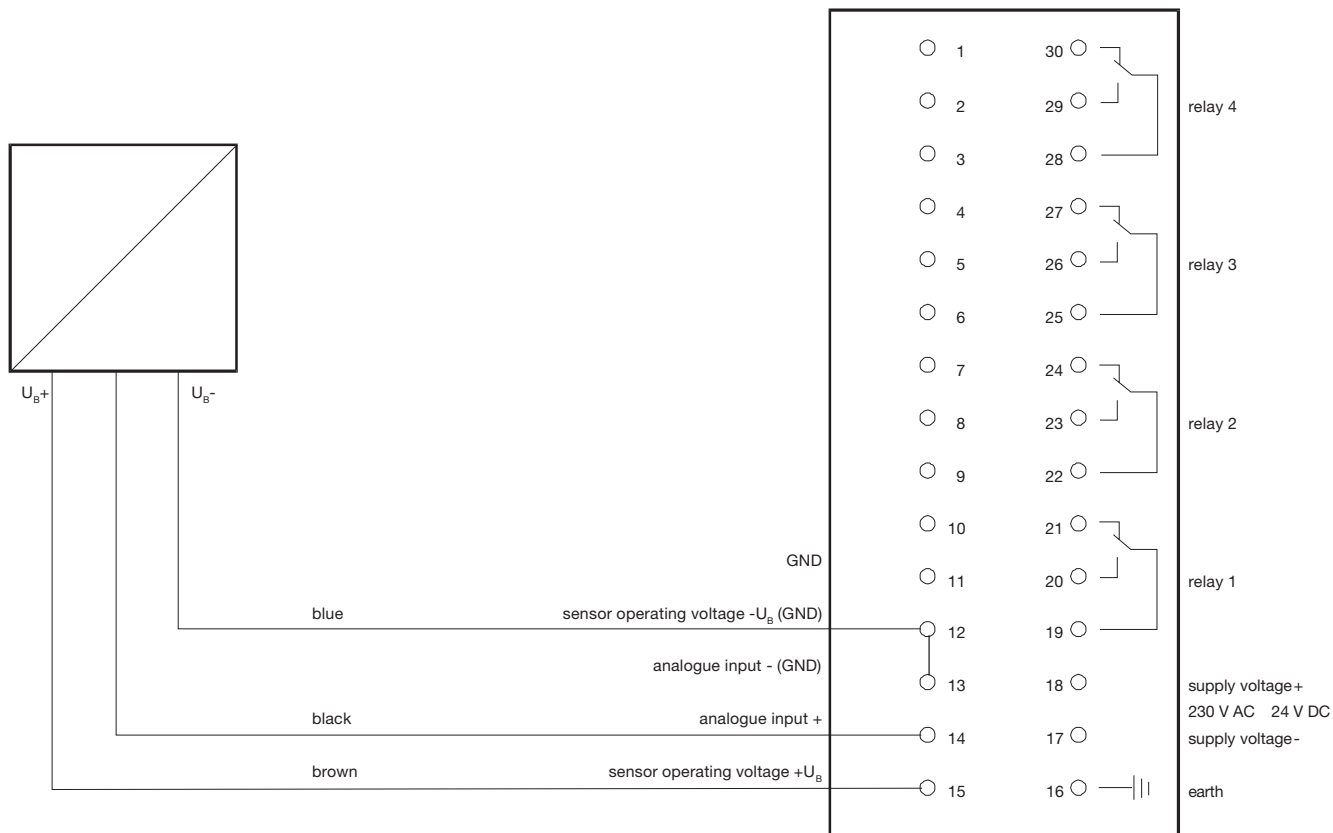 1 30
2 29 relay 4
3 28
4 27
5 26 relay 3
6 25
7 24
U_B+ U_B-
8 23 relay 2
9 22
10 21
GND
11 20 relay 1
blue sensor operating voltage -U_B (GND)
12 19
analogue input - (GND)
13 18 supply voltage+
230 V AC 24 V DC
black analogue input +
14 17 supply voltage-
brown sensor operating voltage +U_B
15 16 earth